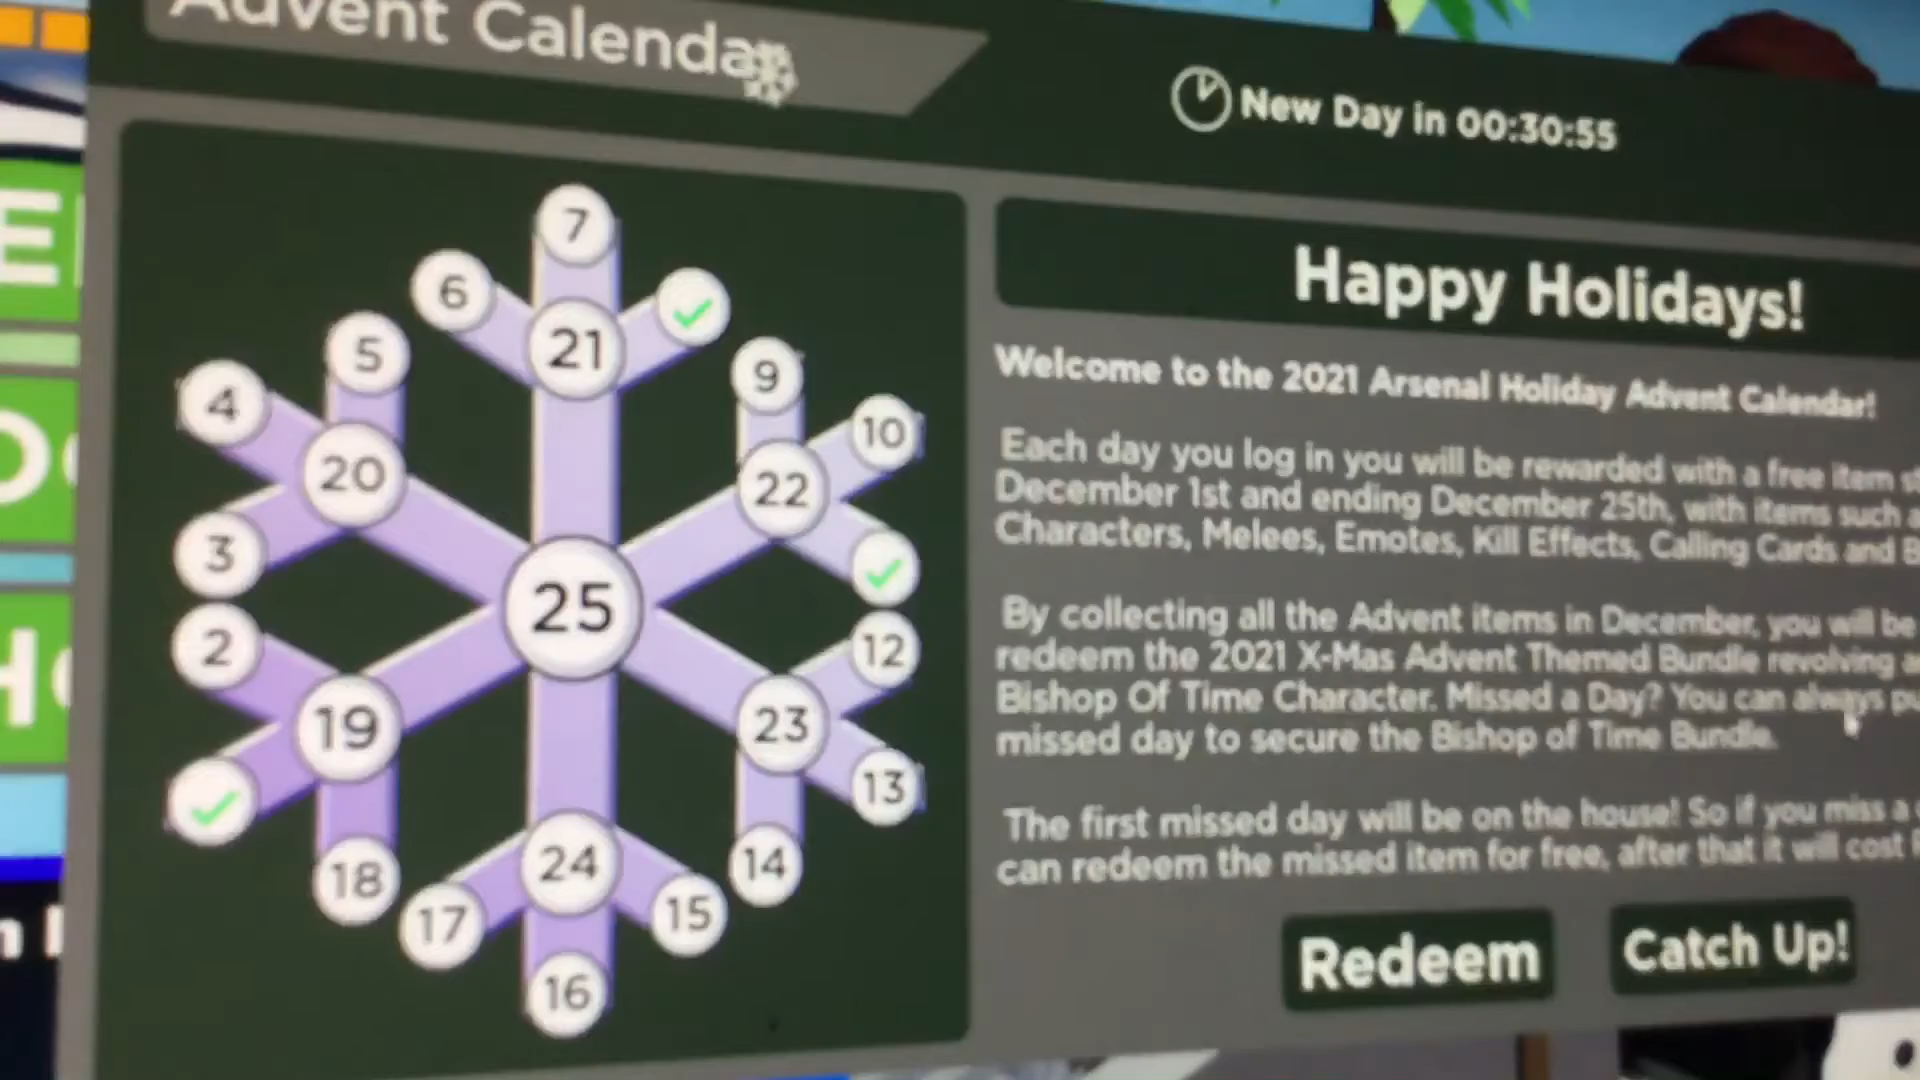 Advent Calendar
New Day in 00:30:55
7
6
21
5
9
4
10
20
22
3
25
2
12
19
23
13
24
14
18
17
15
16
Happy Holidays!
Welcome to the 2021 Arsenal Holiday Advent Calendar!
Each day you log in you will be rewarded with a free item
December 1st and ending December 25th, with items such
Characters, Melees, Emotes, Kill Effects, Calling Cards and
By collecting all the Advent items in December, you will be
redeem the 2021 X-Mas Advent Themed Bundle revolving
Bishop Of Time Character. Missed a Day? You can always
missed day to secure the Bishop of Time Bundle.
The first missed day will be on the house! So if you miss a
can redeem the missed item for free, after that it will cost
Redeem
Catch Up!